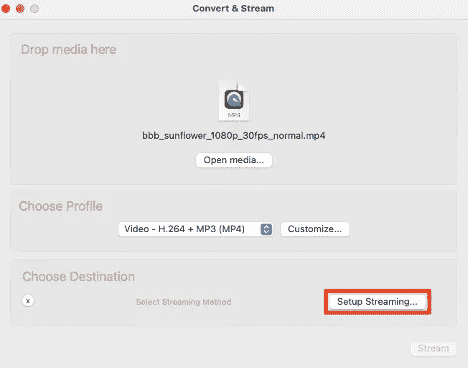 Convert & Stream
Drop media here
MP4
bbb_sunflower_1080p_30fps_normal.mp4
Open media...
Choose Profile
Video - H.264 + MP3 (MP4)
Customize...
Choose Destination
x
Select Streaming Method
Setup Streaming...
Stream